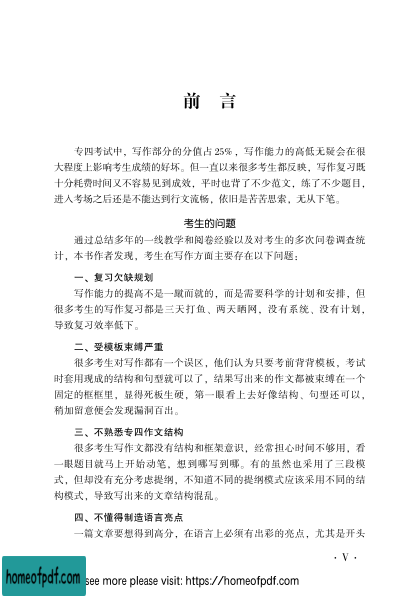 前 言
专四考试中，写作部分的分值占 25%，写作能力的高低无疑会在很
大程度上影响考生成绩的好坏。但一直以来很多考生都反映，写作复习既
十分耗费时间又不容易见到成效，平时也背了不少范文，练了不少题目，
进入考场之后还是不能达到行文流畅，依旧是苦苦思索，无从下笔。
考生的问题
通过总结多年的一线教学和阅卷经验以及对考生的多次问卷调查统
计，本书作者发现，考生在写作方面主要存在以下问题：
一、复习欠缺规划
写作能力的提高不是一蹴而就的，而是需要科学的计划和安排，但
很多考生的写作复习都是三天打鱼、两天晒网，没有系统、没有计划，
导致复习效率低下。
二、受模板束缚严重
很多考生对写作都有一个误区，他们认为只要考前背背模板，考试
时套用现成的结构和句型就可以了，结果写出来的作文都被束缚在一个
固定的框框里，显得死板生硬，第一眼看上去好像结构、句型还可以，
稍加留意便会发现漏洞百出。
三、不熟悉专四作文结构
很多考生写作文都没有结构和框架意识，经常担心时间不够用，看
一眼题目就马上开始动笔，想到哪写到哪。有的虽然也采用了三段模
式，但却没有充分考虑提纲，不知道不同的提纲模式应该采用不同的结
构模式，导致写出来的文章结构混乱。
四、不懂得制造语言亮点
一篇文章要想得到高分，在语言上必须有出彩的亮点，尤其是开头
· V ·
homeofpdf.com
see more please visit: https://homeofpdf.com